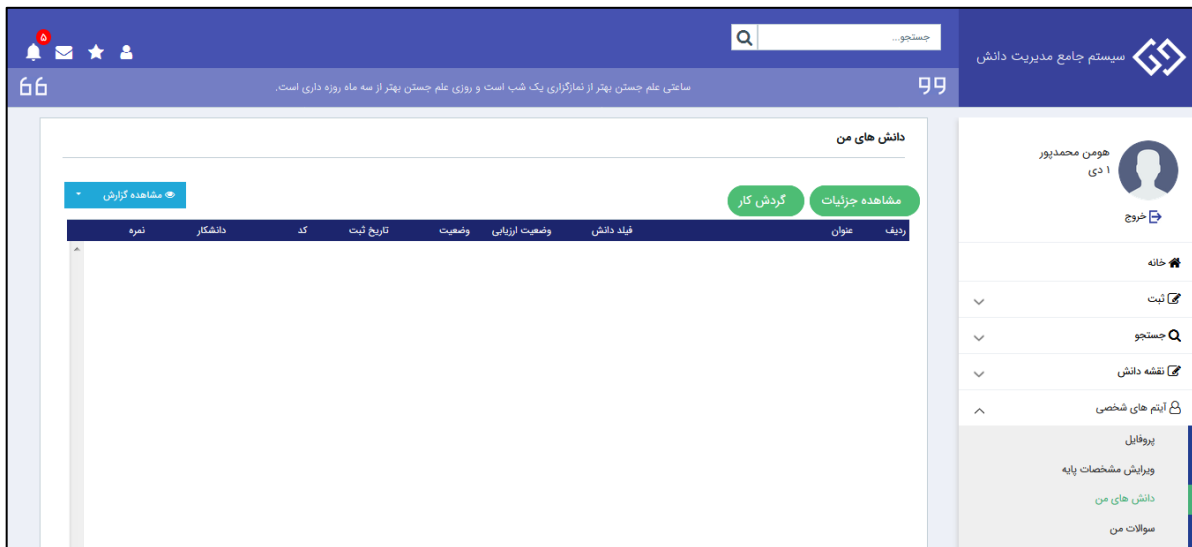 سیستم جامع مدیریت دانش
جستجو...
۵
ساعتی علم جستن بهتر از نمازگزاری یک شب است و روزی علم جستن بهتر از سه ماه روزه داری است.
هومن محمدپور
۱ دی
خروج
خانه
ثبت
جستجو
نقشه دانش
آیتم های شخصی
پروفایل
ویرایش مشخصات پایه
دانش های من
سوالات من
دانش های من
مشاهده جزئیات گردش کار مشاهده گزارش
ردیف عنوان فیلد دانش وضعیت ارزیابی وضعیت تاریخ ثبت کد دانشکار نمره